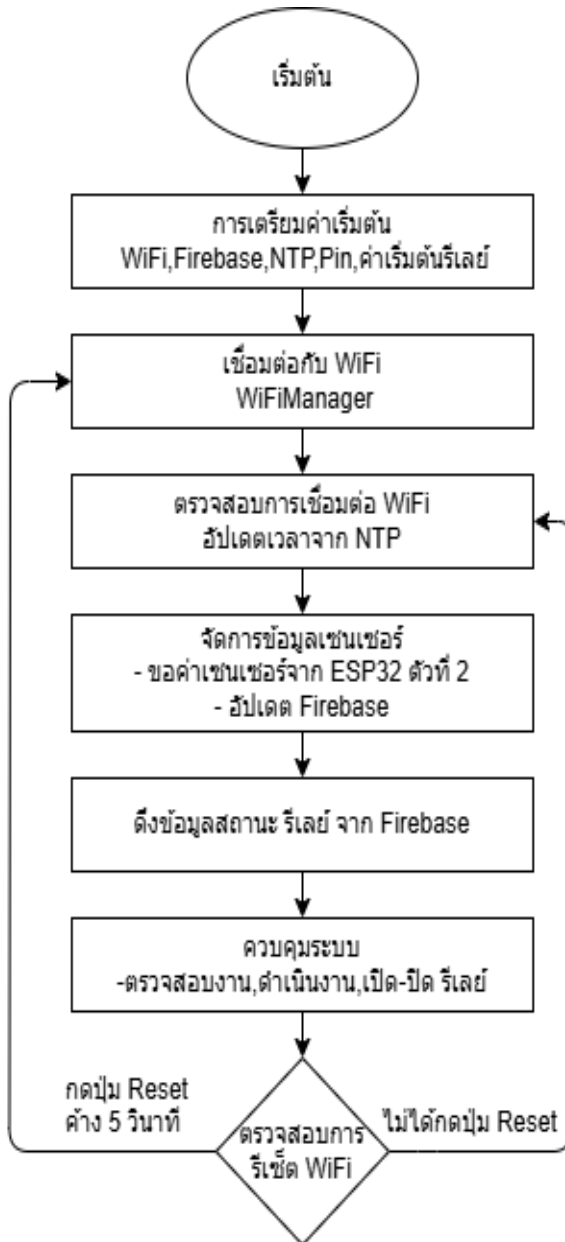 เริ่มต้น
การเตรียมค่าเริ่มต้น
WiFi,Firebase,NTP,Pin,ค่าเริ่มต้นรีเลย์
เชื่อมต่อกับ WiFi
WiFiManager
ตรวจสอบการเชื่อมต่อ WiFi
อัปเดตเวลาจาก NTP
จัดการข้อมูลเซนเซอร์
- ขอค่าเซนเซอร์จาก ESP32 ตัวที่ 2
- อัปเดต Firebase
ดึงข้อมูลสถานะ รีเลย์ จาก Firebase
ควบคุมระบบ
-ตรวจสอบงาน,ดำเนินงาน,เปิด-ปิด รีเลย์
กดปุ่ม Reset
ค้าง 5 วินาที
ตรวจสอบการ
รีเซ็ต WiFi
ไม่ได้กดปุ่ม Reset